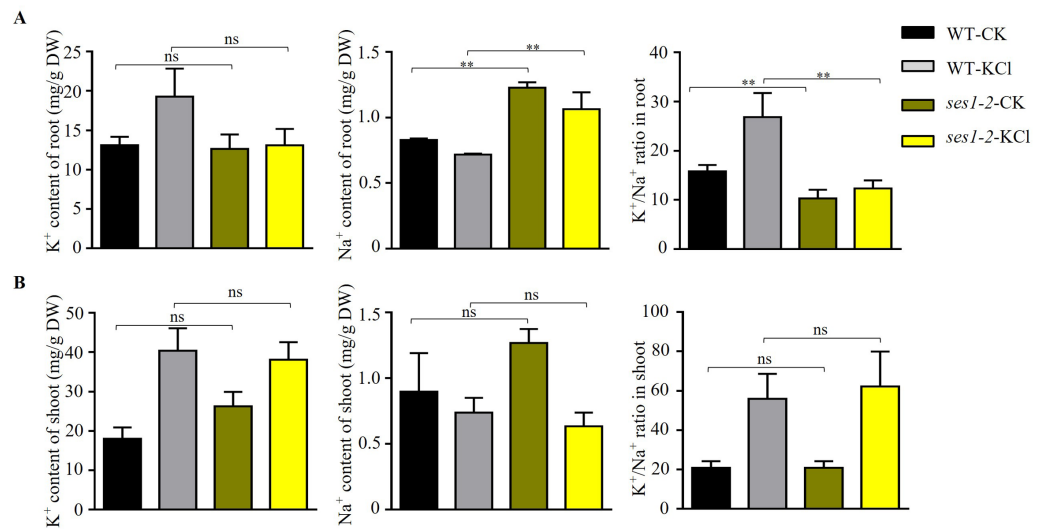 A
K⁺ content of root (mg/g DW)
25
20
15
10
5
0
ns
ns
Na⁺ content of root (mg/g DW)
1.5
1.0
0.5
0
**
**
K⁺/Na⁺ ratio in root
40
30
20
10
0
**
**
WT-CK
WT-KCl
ses1-2-CK
ses1-2-KCl
B
K⁺ content of shoot (mg/g DW)
50
40
30
20
10
0
ns
ns
Na⁺ content of shoot (mg/g DW)
1.5
1.0
0.5
0
ns
ns
K⁺/Na⁺ ratio in shoot
100
80
60
40
20
0
ns
ns